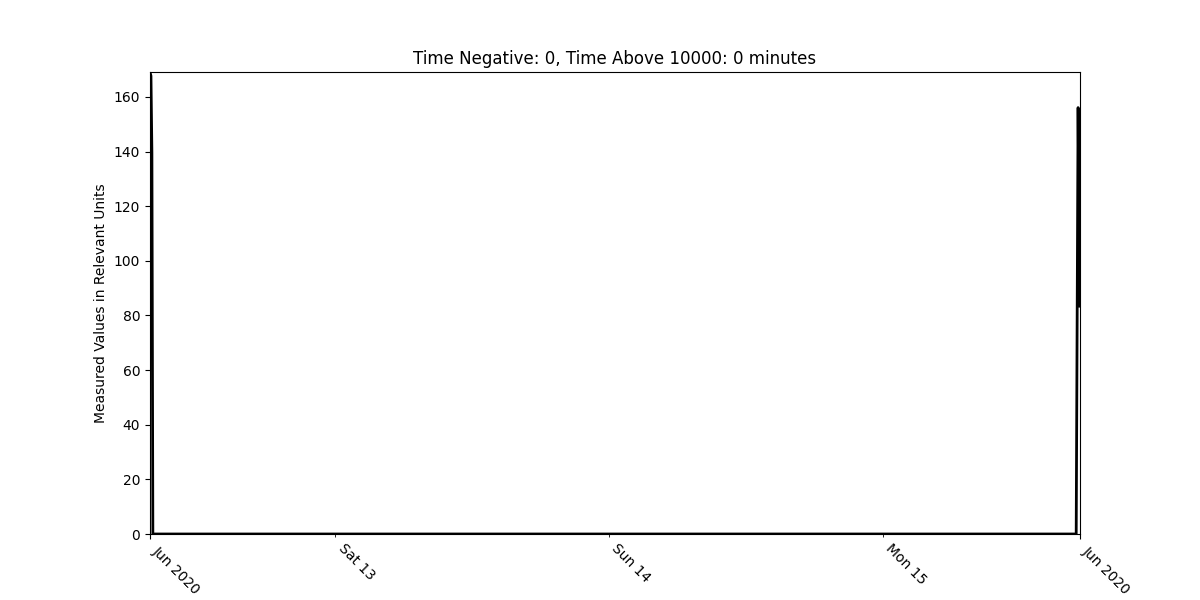 Time Negative: 0, Time Above 10000: 0 minutes
Measured Values in Relevant Units
160
140
120
100
80
60
40
20
0
Jun 2020
Sat 13
Sun 14
Mon 15
Jun 2020